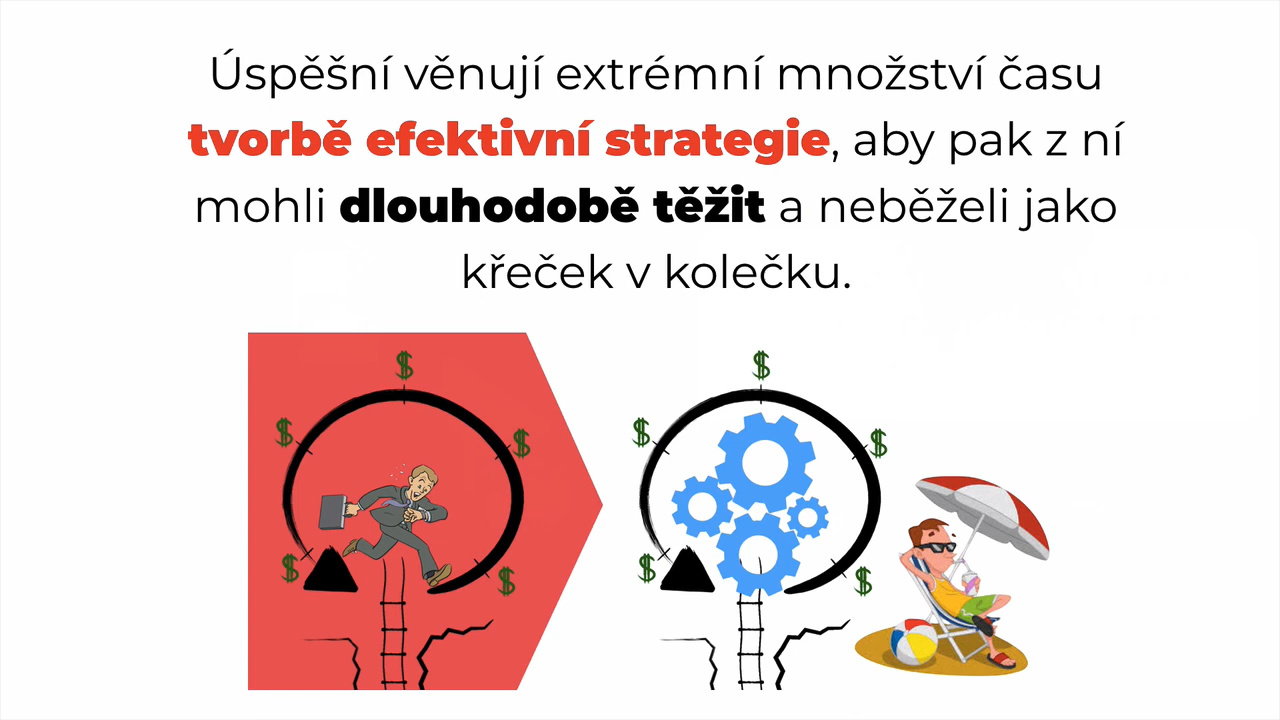 Úspěšní věnují extrémní množství času
tvorbě efektivní strategie, aby pak z ní
mohli dlouhodobě těžit a neběželi jako
křeček v kolečku.
$
$
$
$
$
$
$
$
$
$